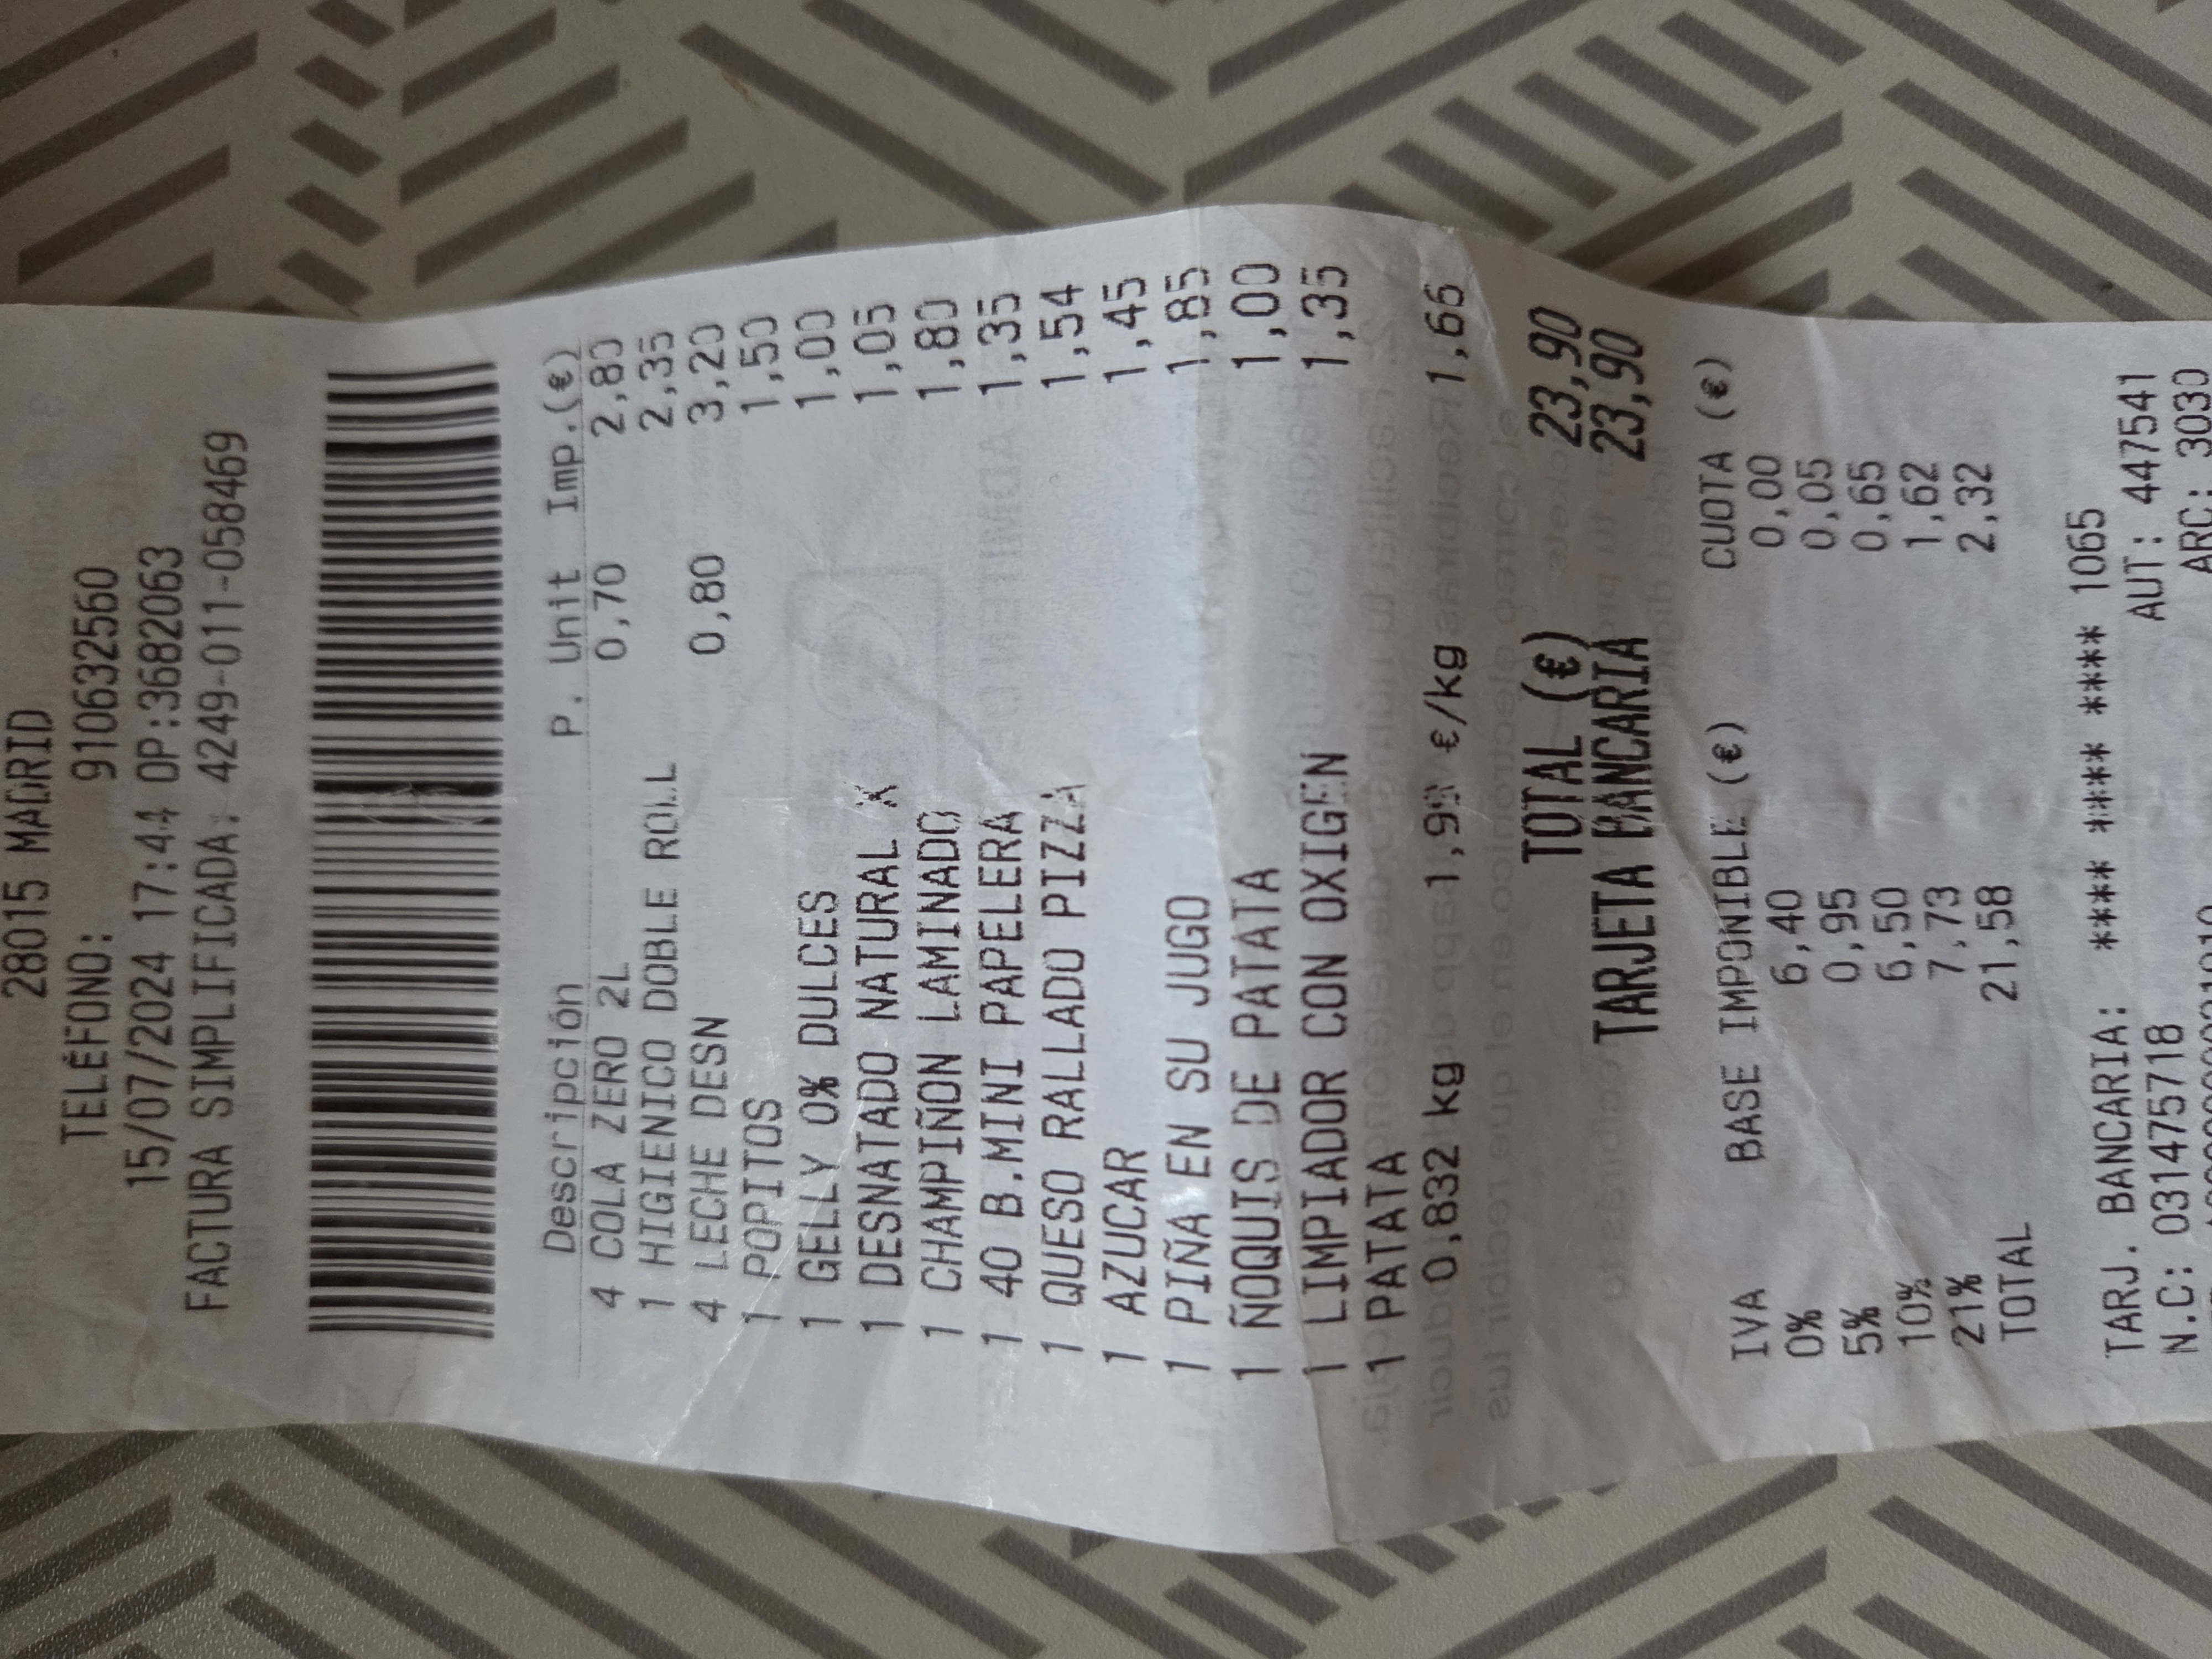 28015 MADRID
TELÉFONO: 910632560
15/07/2024 17:44 OP:3682063
FACTURA SIMPLIFICADA: 4249-011-058469
Descripción P. Unit Imp.(€)
4 COLA ZERO 2L 0,70 2,80
1 HIGIENICO DOBLE ROLL 2,35
4 LECHE DESN 0,80 3,20
1 POPITOS 1,50
1 GELLY 0% DULCES 1,00
1 DESNATADO NATURAL X 1,05
1 CHAMPIÑON LAMINADO 1,80
1 40 B.MINI PAPELERA 1,35
1 QUESO RALLADO PIZZA 1,54
1 AZUCAR 1,45
1 PIÑA EN SU JUGO 1,85
1 ÑOQUIS DE PATATA 1,00
1 LIMPIADOR CON OXIGEN 1,35
1 PATATA
0,832 kg 1,99 €/kg 1,66
TOTAL (€) 23,90
TARJETA BANCARIA 23,90
IVA BASE IMPONIBLE (€) CUOTA (€)
0% 6,40 0,00
5% 0,95 0,05
10% 6,50 0,65
21% 7,73 1,62
TOTAL 21,58 2,32
TARJ. BANCARIA: **** **** **** 1065
N.C: 031475718 AUT: 447541
ARC: 3030